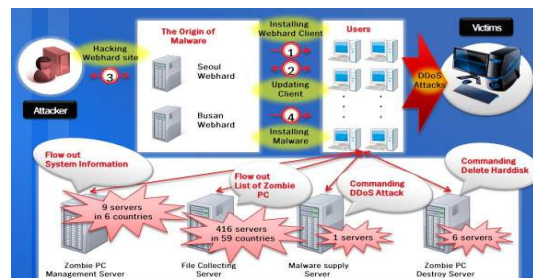 Hacking
Webhard site
3
Attacker
The Origin of
Malware
Seoul
Webhard
Busan
Webhard
Installing
Webhard Client
1
2
Updating
Client
4
Installing
Malware
Users
DDoS
Attacks
Victims
Flow out
System Information
9 servers
in 6 countries
Zombie PC
Management Server
Flow out
List of Zombie
PC
416 servers
in 59 countries
File Collecting
Server
Commanding
DDoS Attack
1 servers
Malware supply
Server
Commanding
Delete Harddisk
6 servers
Zombie PC
Destroy Server